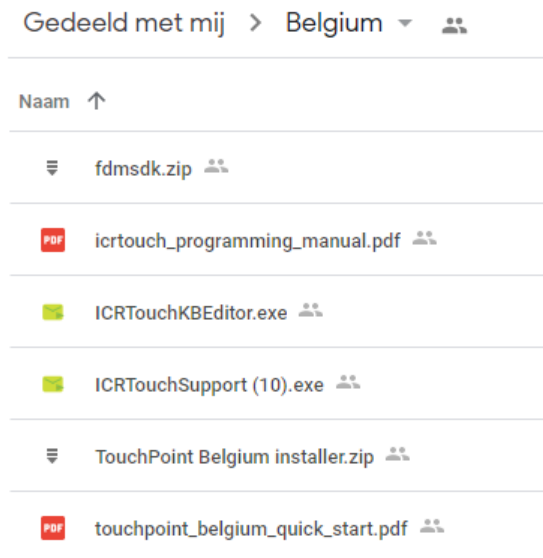 Gedeeld met mij > Belgium
Naam
fdmsdk.zip
PDF icrtouch_programming_manual.pdf
ICRTouchKBEditor.exe
ICRTouchSupport (10).exe
TouchPoint Belgium installer.zip
PDF touchpoint_belgium_quick_start.pdf